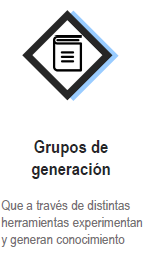 Grupos de
generación
Que a través de distintas
herramientas experimentan
y generan conocimiento